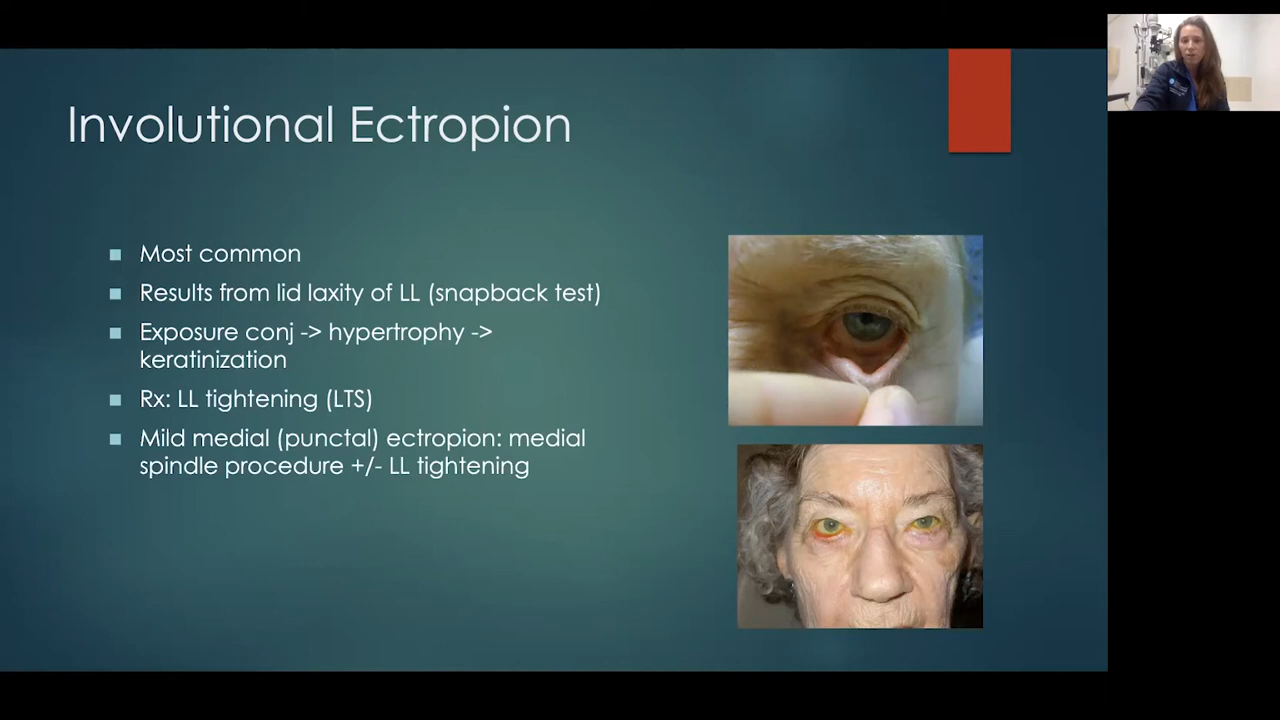 Involutional Ectropion
Most common
Results from lid laxity of LL (snapback test)
Exposure conj -> hypertrophy ->
keratinization
Rx: LL tightening (LTS)
Mild medial (punctal) ectropion: medial
spindle procedure +/- LL tightening